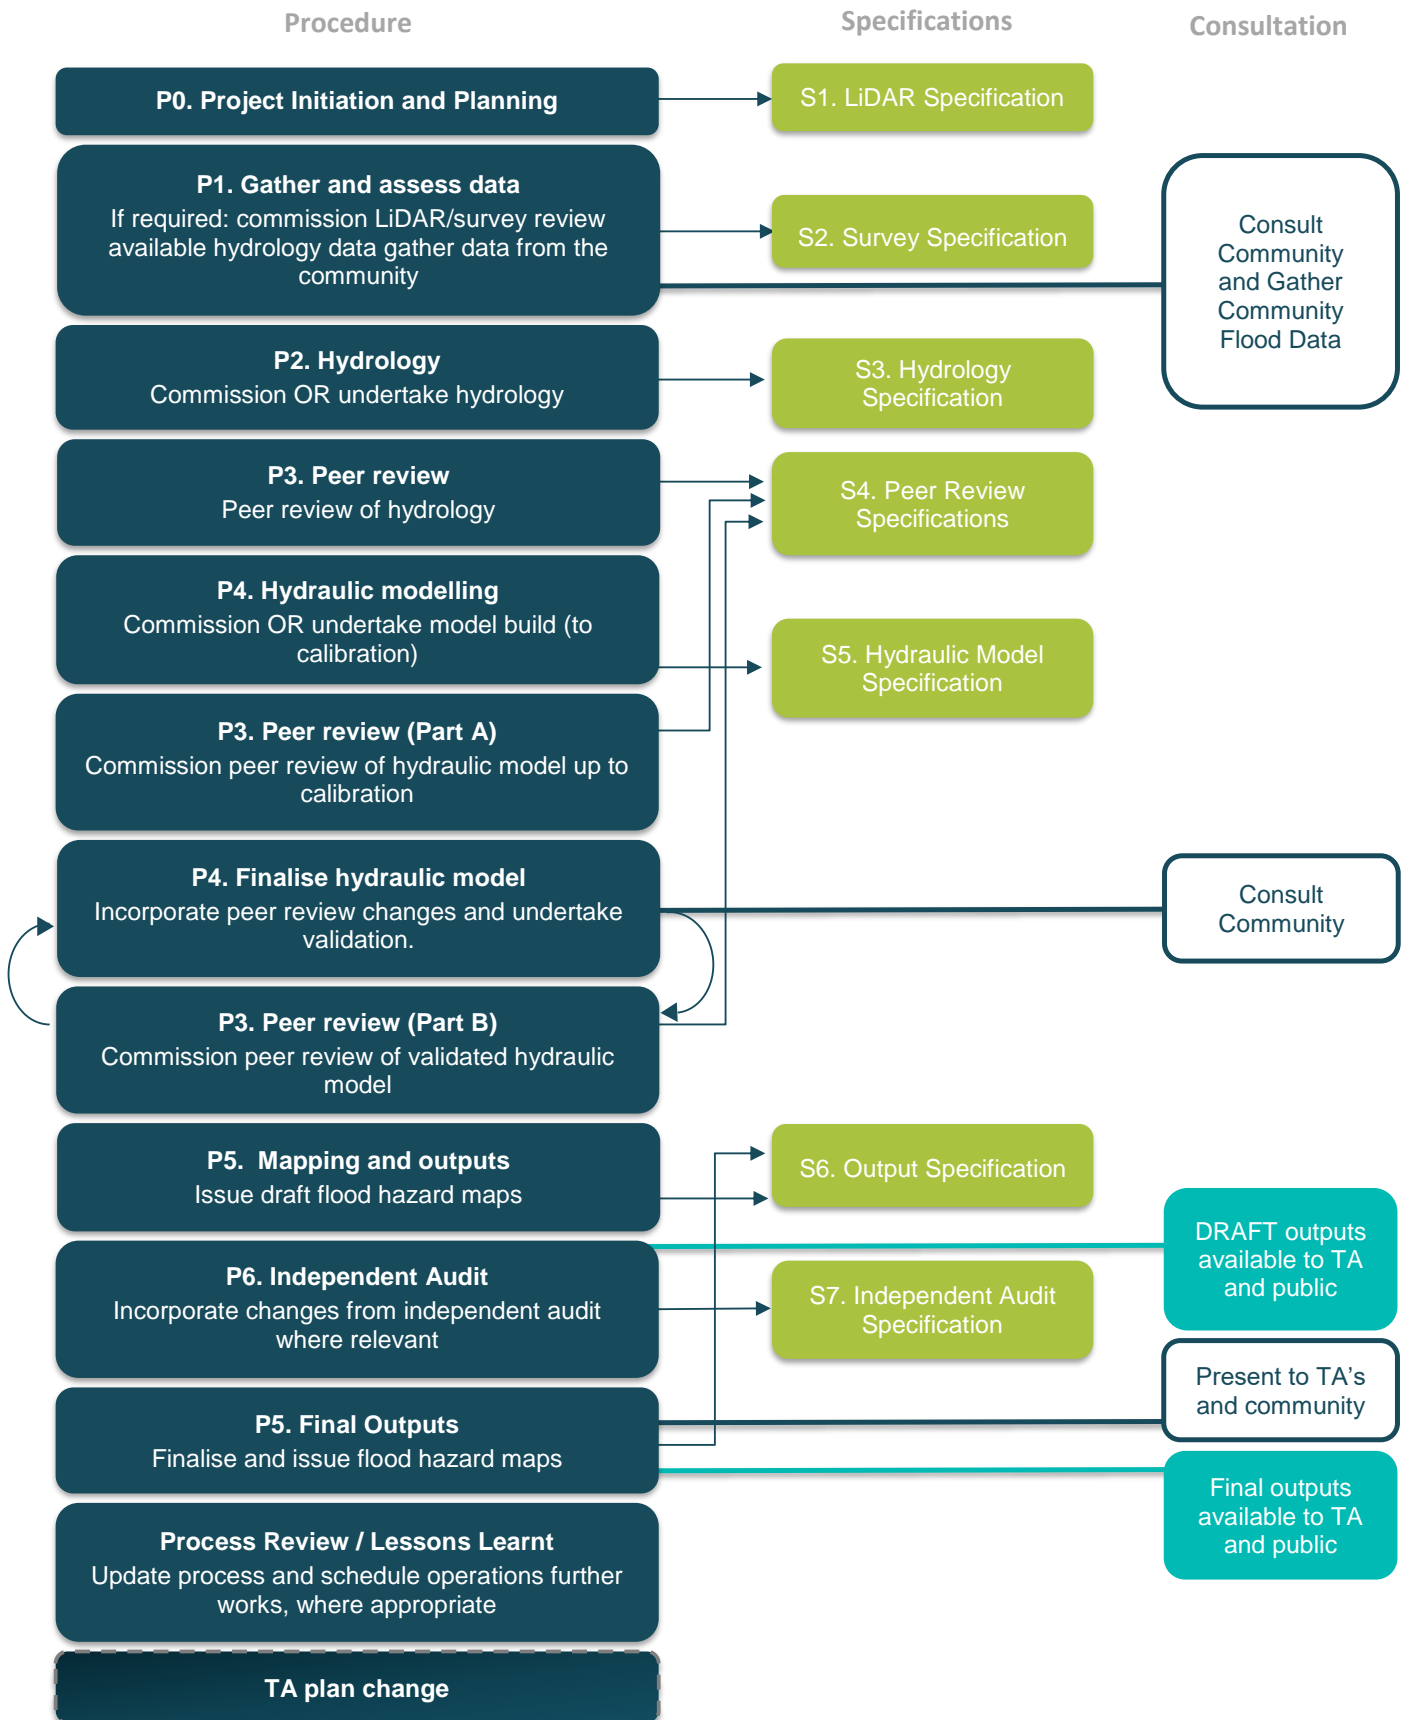 Procedure
Specifications
Consultation
P0. Project Initiation and Planning
S1. LiDAR Specification
P1. Gather and assess data
If required: commission LiDAR/survey review
available hydrology data gather data from the
community
S2. Survey Specification
Consult
Community
and Gather
Community
Flood Data
P2. Hydrology
Commission OR undertake hydrology
S3. Hydrology
Specification
P3. Peer review
Peer review of hydrology
S4. Peer Review
Specifications
P4. Hydraulic modelling
Commission OR undertake model build (to
calibration)
S5. Hydraulic Model
Specification
P3. Peer review (Part A)
Commission peer review of hydraulic model up to
calibration
P4. Finalise hydraulic model
Incorporate peer review changes and undertake
validation.
Consult
Community
P3. Peer review (Part B)
Commission peer review of validated hydraulic
model
P5.  Mapping and outputs
Issue draft flood hazard maps
S6. Output Specification
DRAFT outputs
available to TA
and public
P6. Independent Audit
Incorporate changes from independent audit
where relevant
S7. Independent Audit
Specification
Present to TA’s
and community
P5. Final Outputs
Finalise and issue flood hazard maps
Final outputs
available to TA
and public
Process Review / Lessons Learnt
Update process and schedule operations further
works, where appropriate
TA plan change